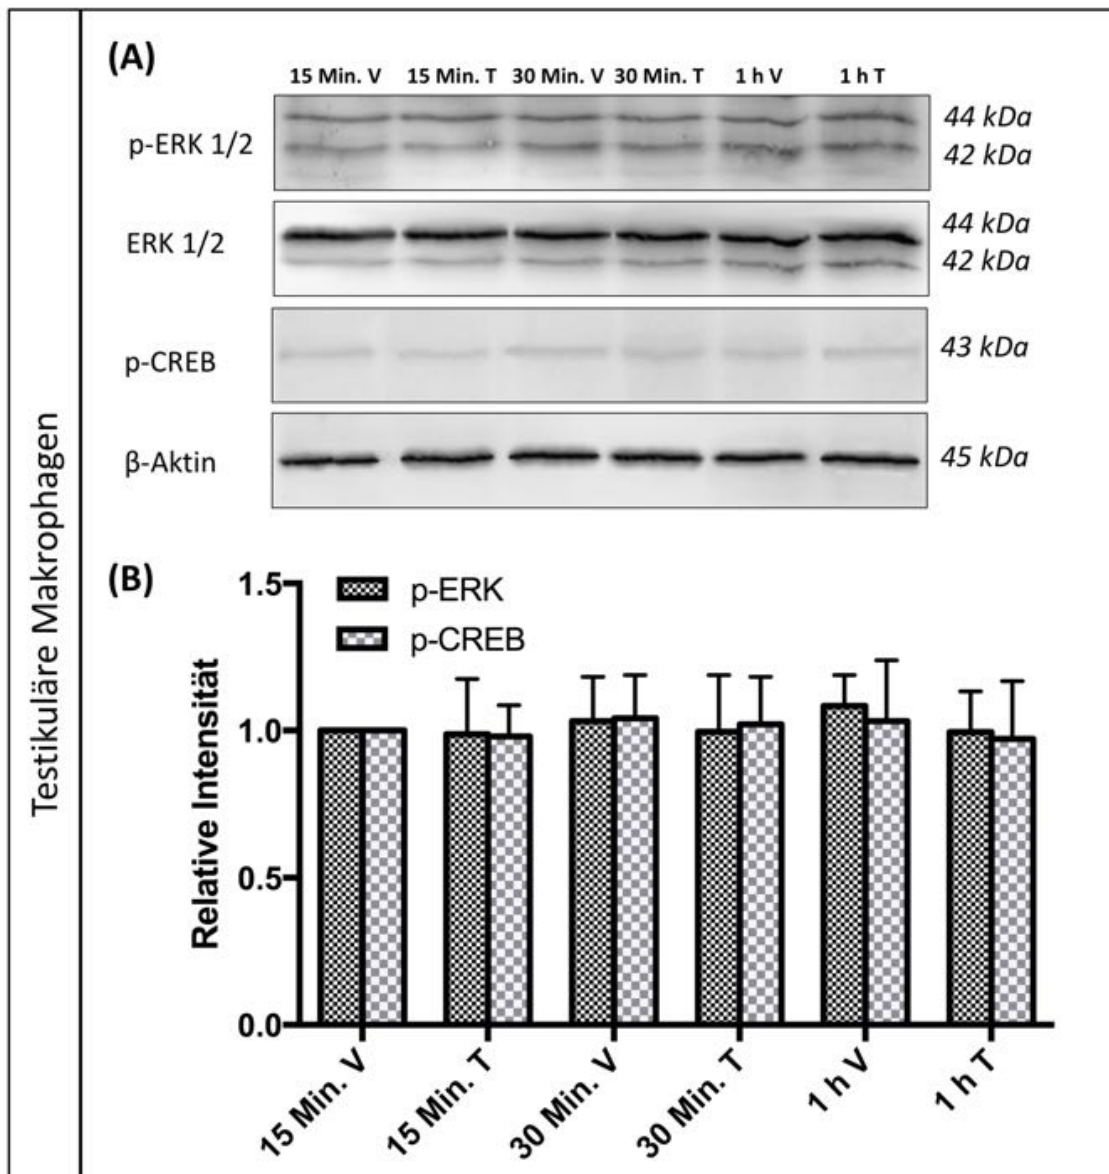 Testikuläre Makrophagen
(A)
15 Min. V 15 Min. T 30 Min. V 30 Min. T 1 h V 1 h T
p-ERK 1/2
44 kDa
42 kDa
ERK 1/2
44 kDa
42 kDa
p-CREB
43 kDa
β-Aktin
45 kDa
(B)
p-ERK
p-CREB
Relative Intensität
1.5
1.0
0.5
0.0
15 Min. V
15 Min. T
30 Min. V
30 Min. T
1 h V
1 h T